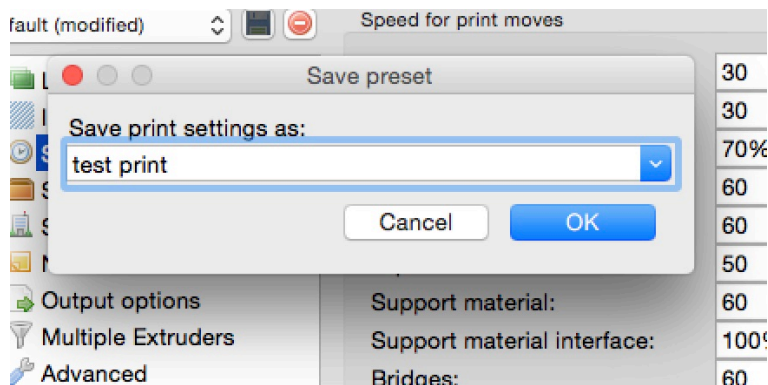 fault (modified)
Speed for print moves
Save preset
30
Save print settings as:
30
test print
70%
60
Cancel
OK
60
50
Output options
Support material:
60
Multiple Extruders
Support material interface:
100%
Advanced
Bridges:
60